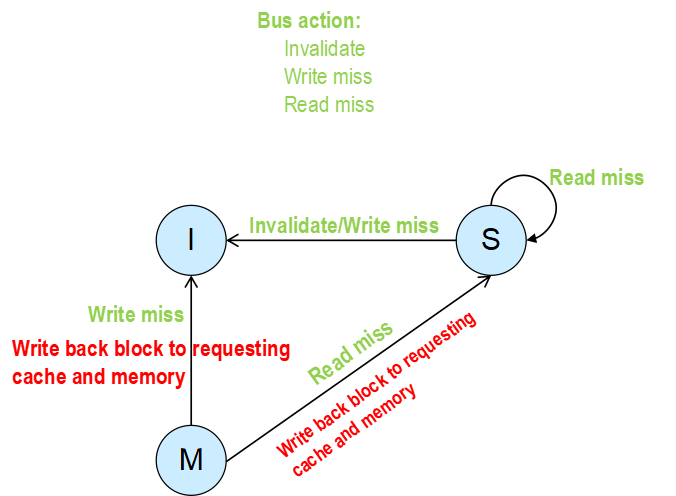 Bus action:
Invalidate
Write miss
Read miss
Read miss
I
Invalidate/Write miss
S
Write miss
Write back block to requesting
cache and memory
Read miss
Write back block to requesting
cache and memory
M